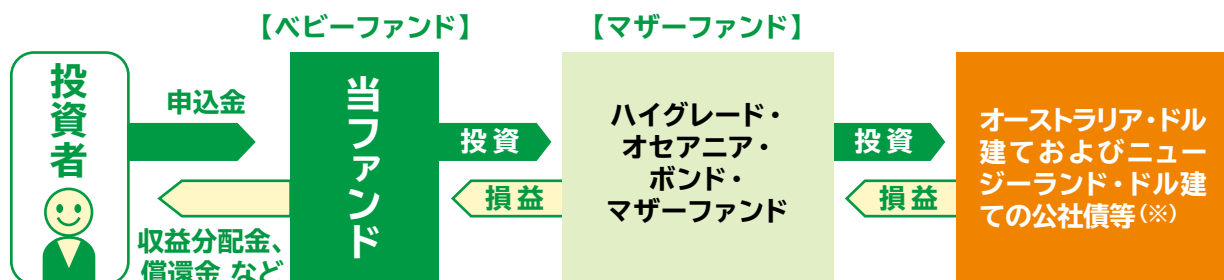 【ベビーファンド】
【マザーファンド】
投資者
申込金
収益分配金、
償還金 など
当ファンド
投資
損益
ハイグレード・
オセアニア・
ボンド・
マザーファンド
投資
損益
オーストラリア・ドル
建ておよびニュー
ジーランド・ドル建
ての公社債等(※)